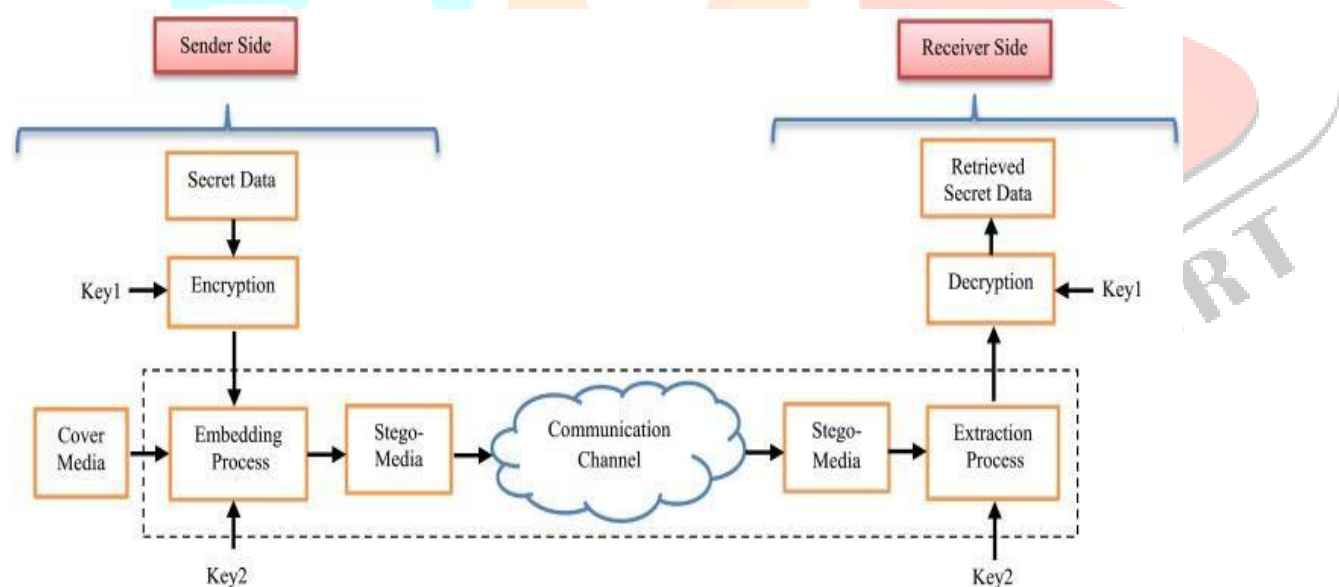 Sender Side
Receiver Side
Secret Data
Retrieved
Secret Data
Key1
Encryption
Decryption
Key1
Cover
Media
Embedding
Process
Stego-
Media
Communication
Channel
Stego-
Media
Extraction
Process
Key2
Key2
RT